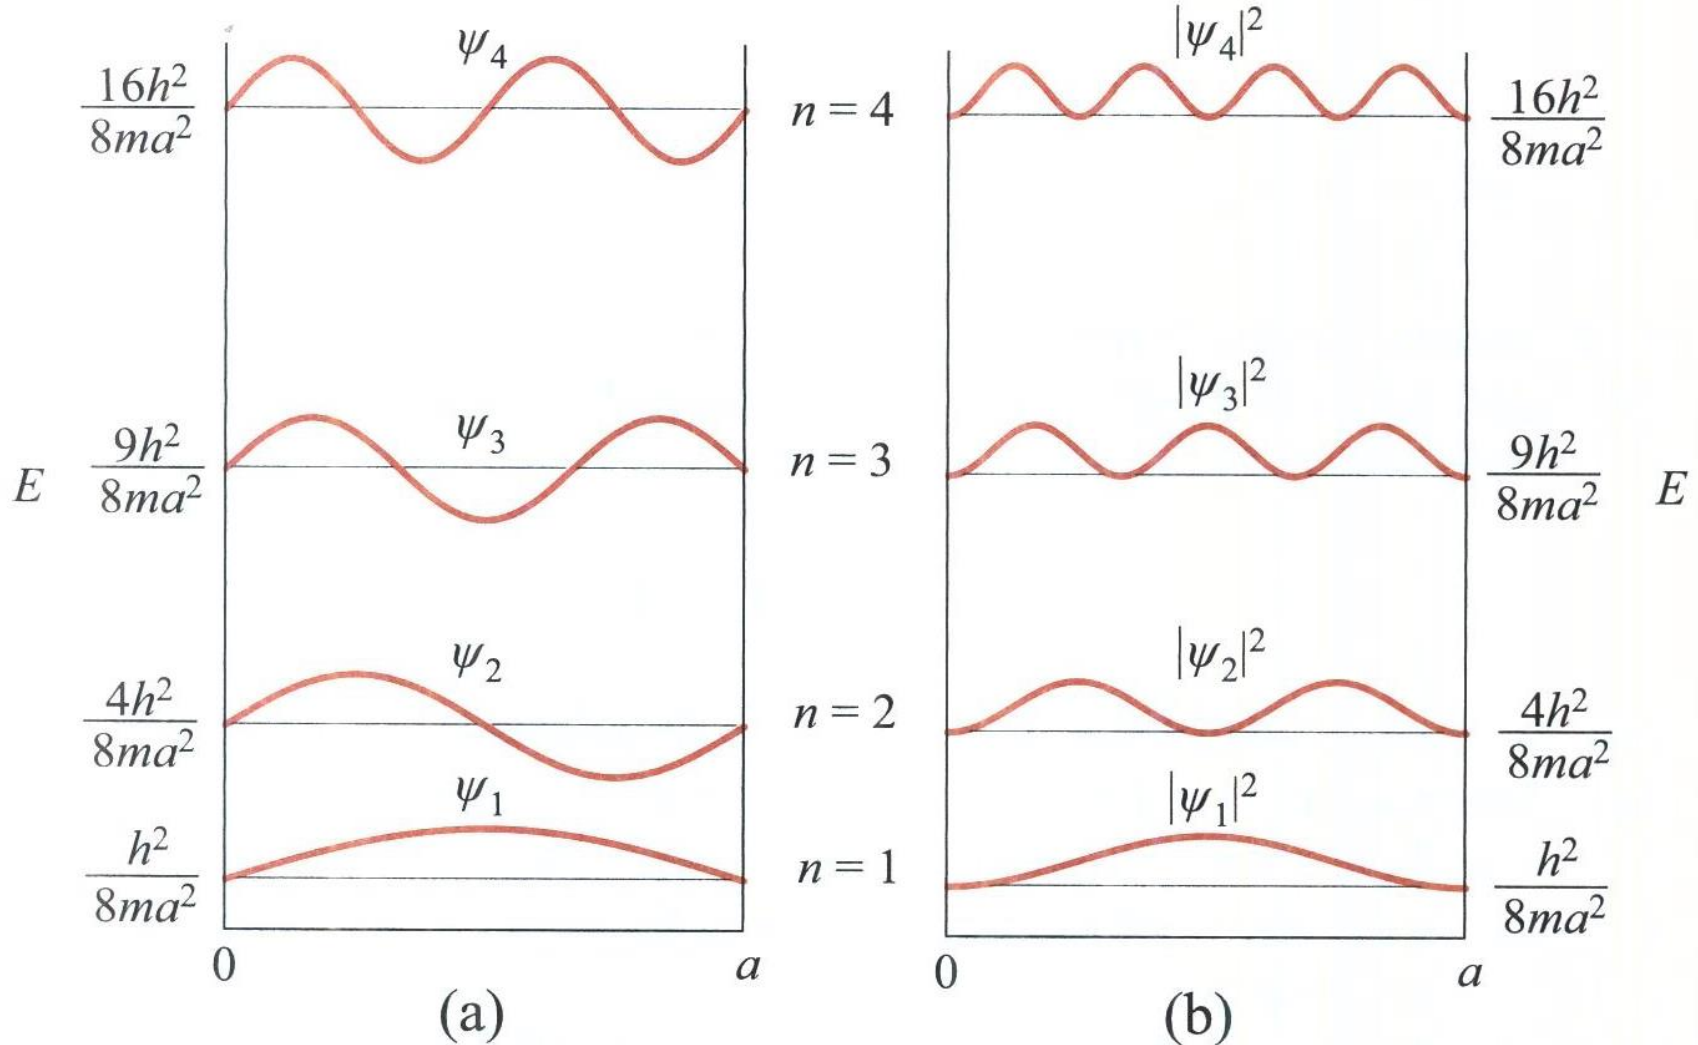 ψ₄
16h²
8ma²
n = 4
ψ₃
9h²
8ma²
n = 3
E
ψ₂
4h²
8ma²
n = 2
ψ₁
h²
8ma²
n = 1
0
a
(a)
|ψ₄|²
16h²
8ma²
|ψ₃|²
9h²
8ma²
E
|ψ₂|²
4h²
8ma²
|ψ₁|²
h²
8ma²
0
a
(b)